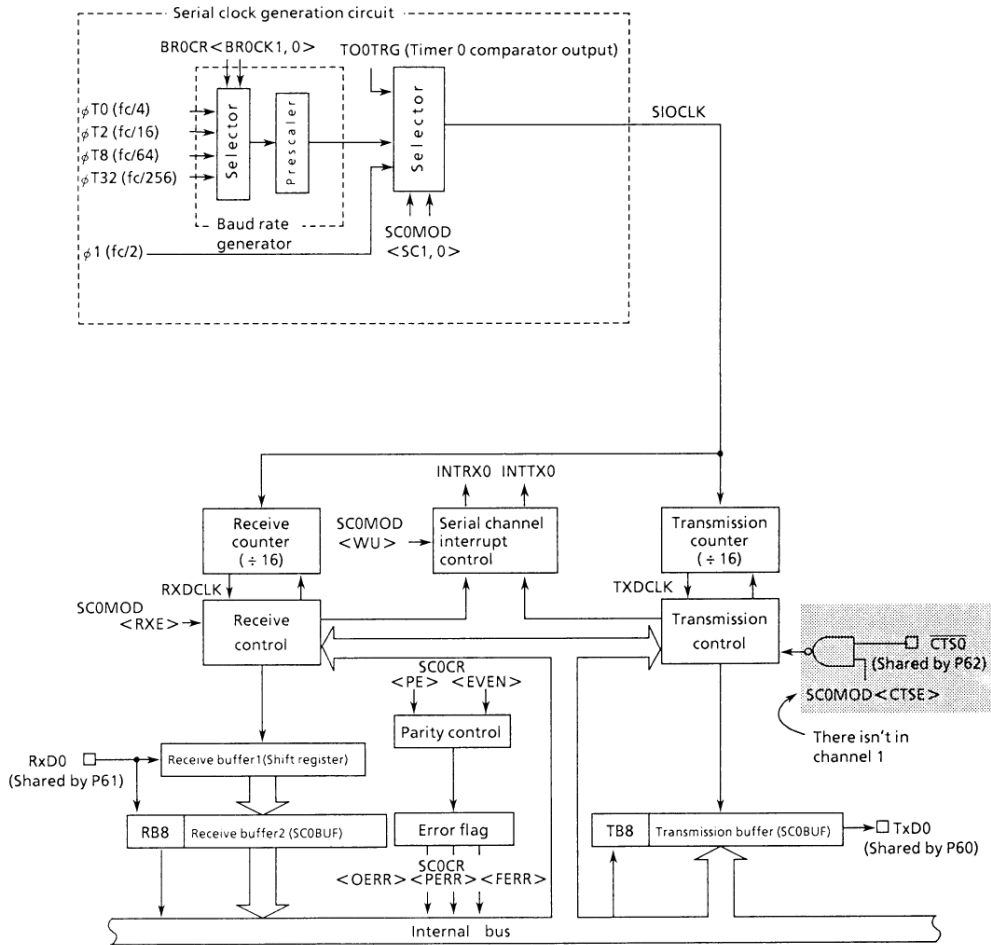 Serial clock generation circuit
BR0CR<BR0CK1, 0>
TO0TRG (Timer 0 comparator output)
φT0 (fc/4)
φT2 (fc/16)
φT8 (fc/64)
φT32 (fc/256)
Selector
Prescaler
Selector
SIOCLK
Baud rate
generator
SC0MOD
<SC1, 0>
φ1 (fc/2)
INTRX0 INTTX0
Receive
counter
(÷16)
SC0MOD
<WU>
Serial channel
interrupt
control
Transmission
counter
(÷16)
RXDCLK
TXDCLK
SC0MOD
<RXE>
Receive
control
Transmission
control
CTS0
(Shared by P62)
SC0MOD<CTSE>
SC0CR
<PE> <EVEN>
There isn't in
channel 1
Parity control
RxD0
(Shared by P61)
Receive buffer1(Shift register)
RB8 Receive buffer2 (SC0BUF)
Error flag
TB8 Transmission buffer (SC0BUF)
TxD0
(Shared by P60)
SC0CR
<OERR> <PERR> <FERR>
Internal bus